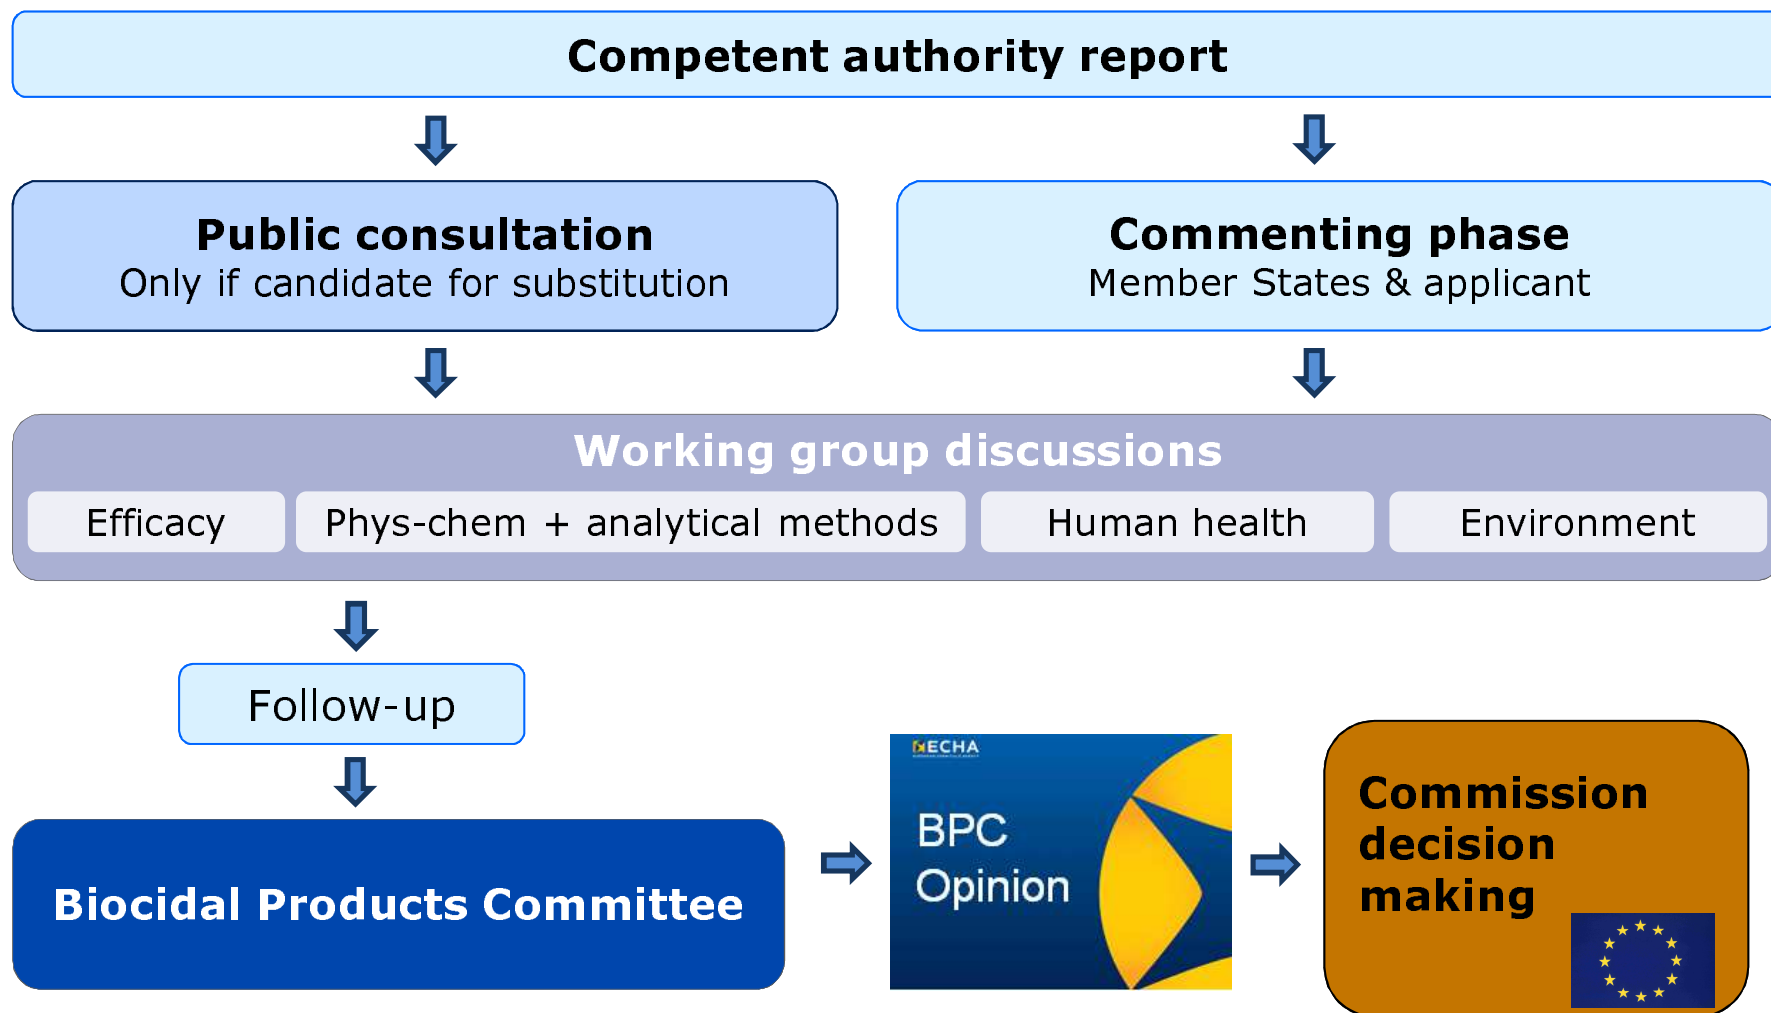 Competent authority report
Public consultation
Only if candidate for substitution
Commenting phase
Member States & applicant
Working group discussions
Efficacy
Phys-chem + analytical methods
Human health
Environment
Follow-up
Biocidal Products Committee
ECHA
BPC
Opinion
Commission
decision
making